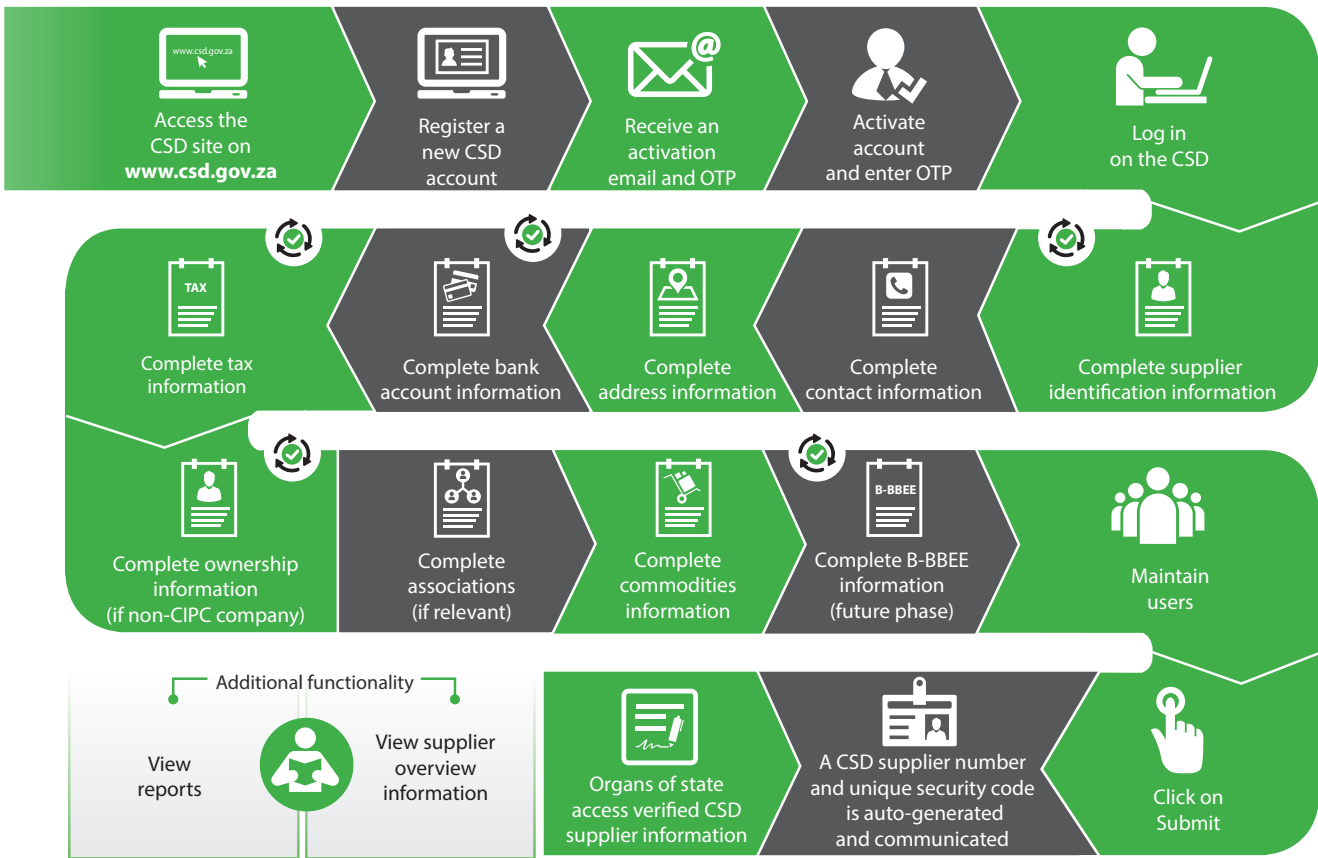 www.csd.gov.za
Access the
CSD site on
www.csd.gov.za
Register a
new CSD
account
@
Receive an
activation
email and OTP
Activate
account
and enter OTP
Log in
on the CSD
Complete supplier
identification information
Complete
contact information
Complete
address information
Complete bank
account information
TAX
Complete tax
information
Complete ownership
information
(if non-CIPC company)
Complete
associations
(if relevant)
Complete
commodities
information
B-BBEE
Complete B-BBEE
information
(future phase)
Maintain
users
Click on
Submit
A CSD supplier number
and unique security code
is auto-generated
and communicated
Organs of state
access verified CSD
supplier information
Additional functionality
View
reports
View supplier
overview
information